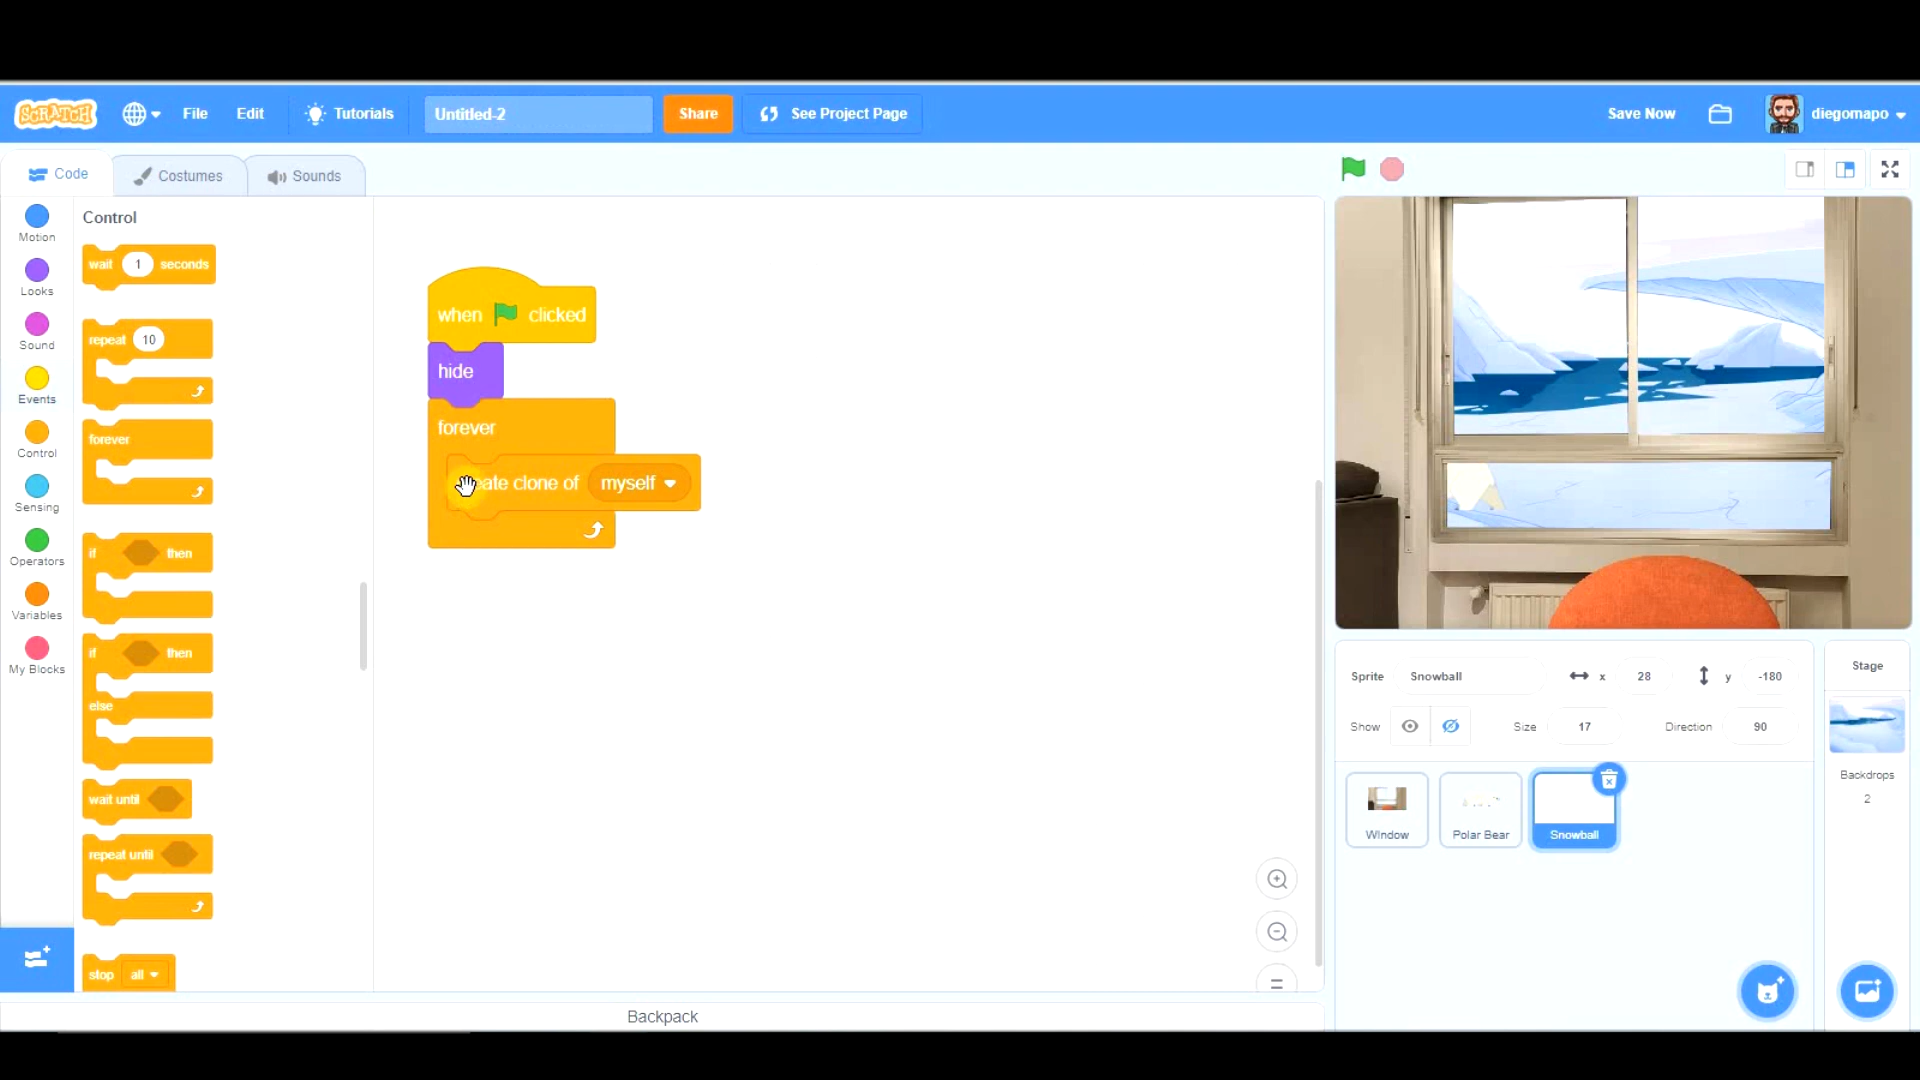 SCRATCH
File
Edit
Tutorials
Untitled-2
Share
See Project Page
Save Now
diegomapo
Code
Costumes
Sounds
Motion
Looks
Sound
Events
Control
Sensing
Operators
Variables
My Blocks
Control
wait 1 seconds
repeat 10
forever
if then
if then
else
wait until
repeat until
stop all
when clicked
hide
forever
eate clone of myself
Backpack
Sprite Snowball x 28 y -180
Show Size 17 Direction 90
Window
Polar Bear
Snowball
Stage
Backdrops
2